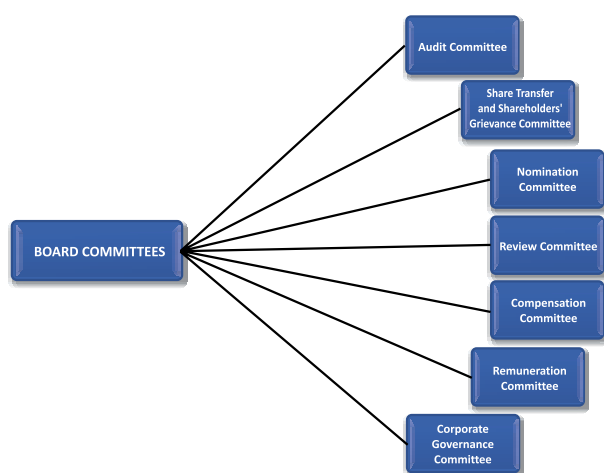 Audit Committee
Share Transfer
and Shareholders'
Grievance Committee
Nomination
Committee
BOARD COMMITTEES
Review Committee
Compensation
Committee
Remuneration
Committee
Corporate
Governance
Committee